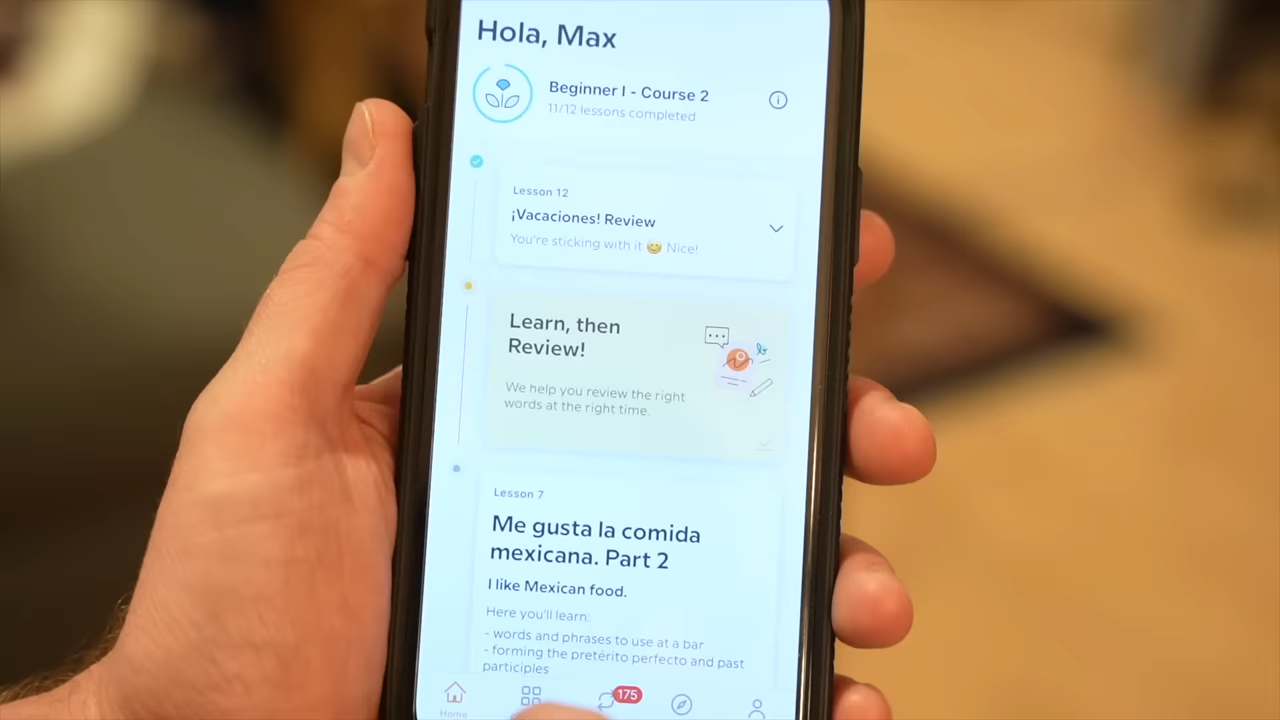 Hola, Max
Beginner I - Course 2
11/12 lessons completed
Lesson 12
¡Vacaciones! Review
You're sticking with it 😊 Nice!
Learn, then
Review!
We help you review the right
words at the right time.
Lesson 7
Me gusta la comida
mexicana. Part 2
I like Mexican food.
Here you'll learn:
- words and phrases to use at a bar
- forming the pretérito perfecto and past
participles
175
Home